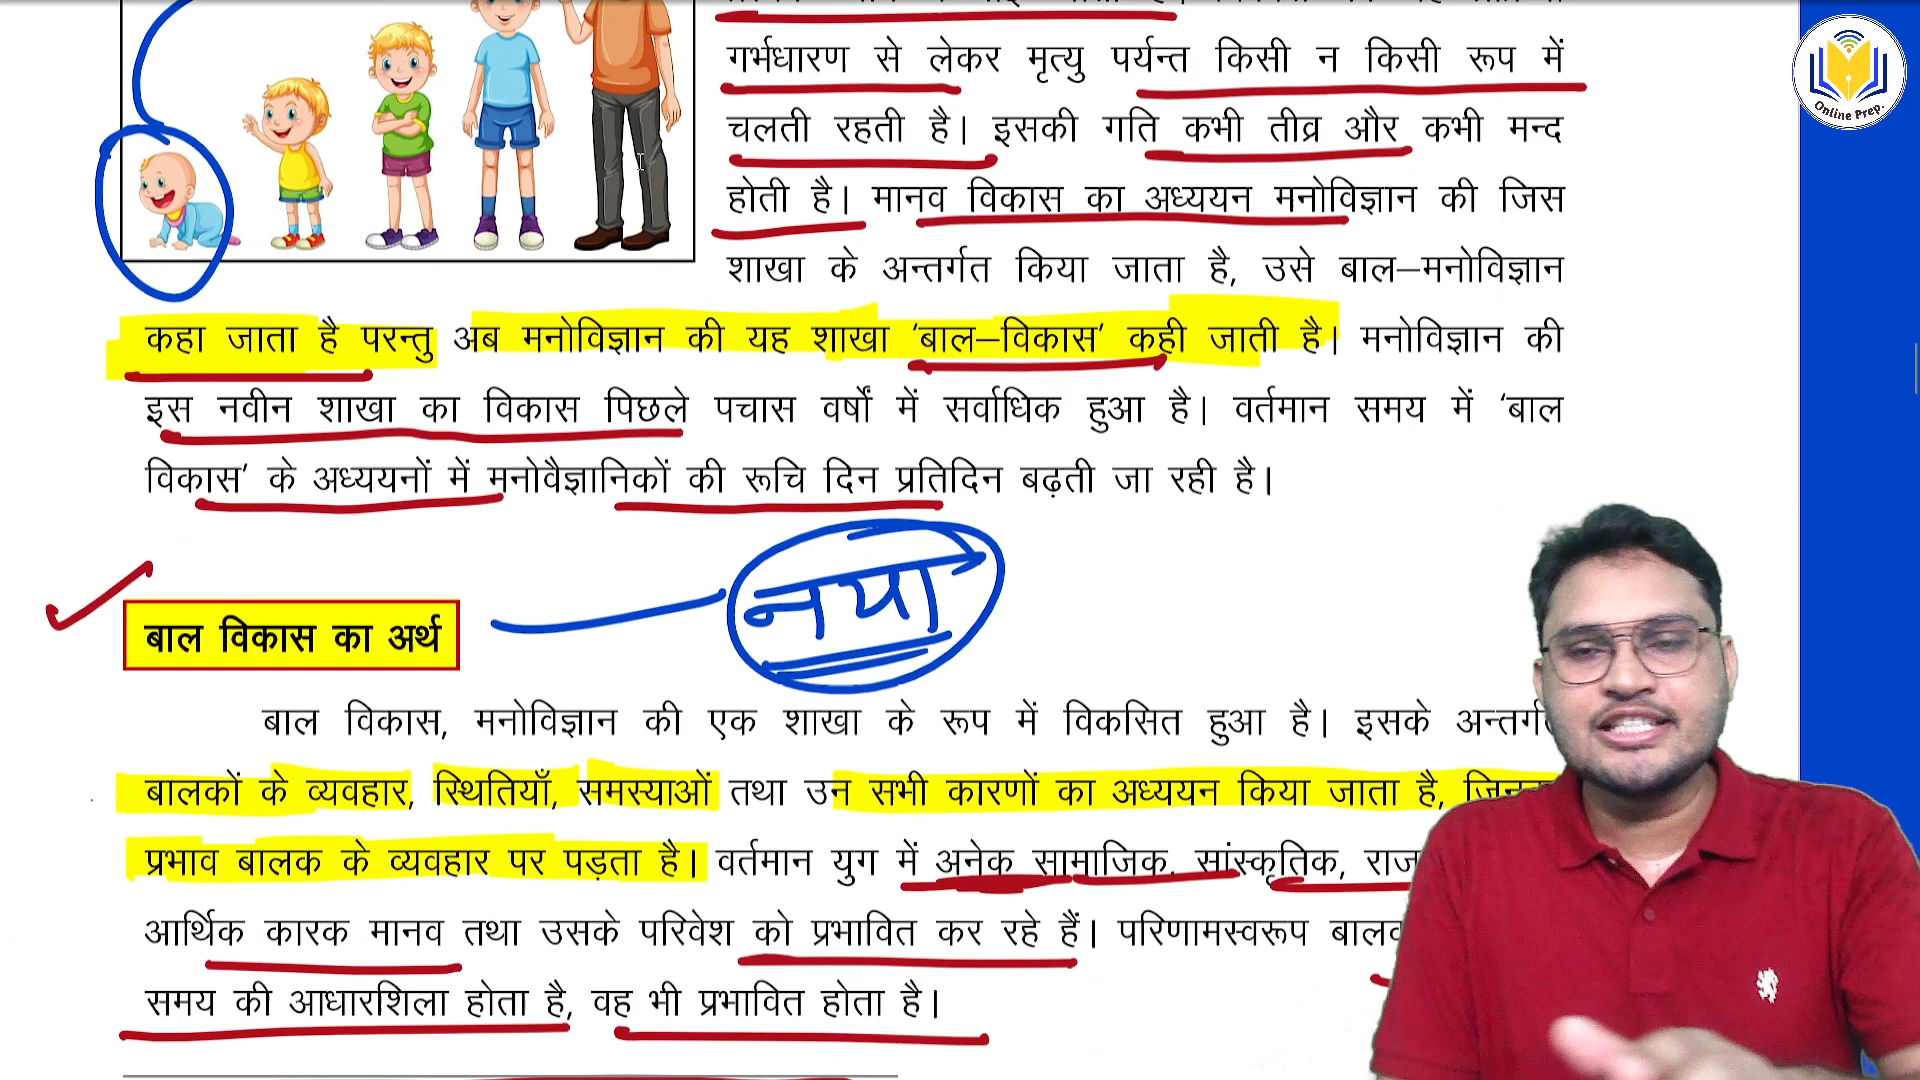 गर्भधारण से लेकर मृत्यु पर्यन्त किसी न किसी रूप में
चलती रहती है। इसकी गति कभी तीव्र और कभी मन्द
होती है। मानव विकास का अध्ययन मनोविज्ञान की जिस
शाखा के अन्तर्गत किया जाता है, उसे बाल–मनोविज्ञान
कहा जाता है परन्तु अब मनोविज्ञान की यह शाखा ‘बाल–विकास’ कही जाती है। मनोविज्ञान की
इस नवीन शाखा का विकास पिछले पचास वर्षों में सर्वाधिक हुआ है। वर्तमान समय में ‘बाल
विकास’ के अध्ययनों में मनोवैज्ञानिकों की रूचि दिन प्रतिदिन बढ़ती जा रही है।
नया
बाल विकास का अर्थ
बाल विकास, मनोविज्ञान की एक शाखा के रूप में विकसित हुआ है। इसके
बालकों के व्यवहार, स्थितियाँ, समस्याओं तथा उन सभी कारणों का अध्ययन किया जाता है,
प्रभाव बालक के व्यवहार पर पड़ता है। वर्तमान युग में अनेक सामाजिक, सांस्कृतिक,
आर्थिक कारक मानव तथा उसके परिवेश को प्रभावित कर रहे हैं। परिणामस्वरूप
समय की आधारशिला होता है, वह भी प्रभावित होता है।
Online Prep.